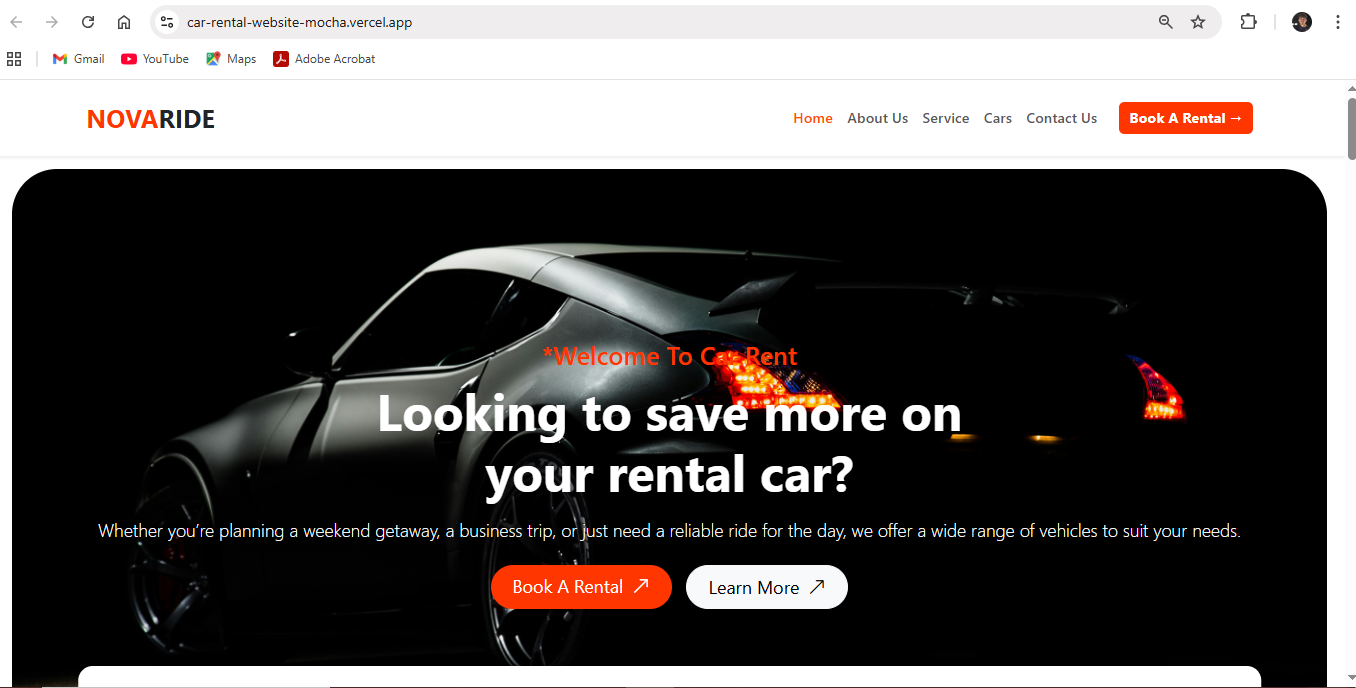 car-rental-website-mocha.vercel.app
Gmail YouTube Maps Adobe Acrobat
NOVARIDE Home About Us Service Cars Contact Us Book A Rental →
*Welcome To Car Rent
Looking to save more on
your rental car?
Whether you’re planning a weekend getaway, a business trip, or just need a reliable ride for the day, we offer a wide range of vehicles to suit your needs.
Book A Rental ↗ Learn More ↗